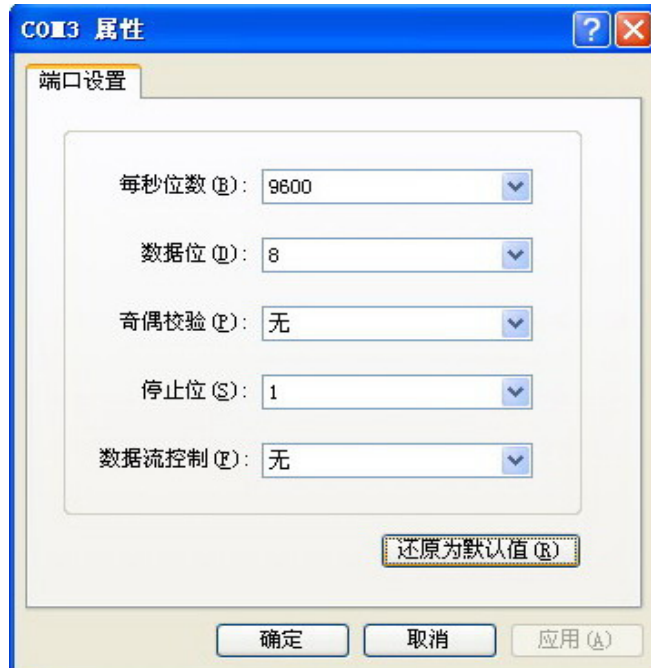 COM3 属性
端口设置
每秒位数(B): 9600
数据位(D): 8
奇偶校验(P): 无
停止位(S): 1
数据流控制(F): 无
还原为默认值(R)
确定 取消 应用(A)